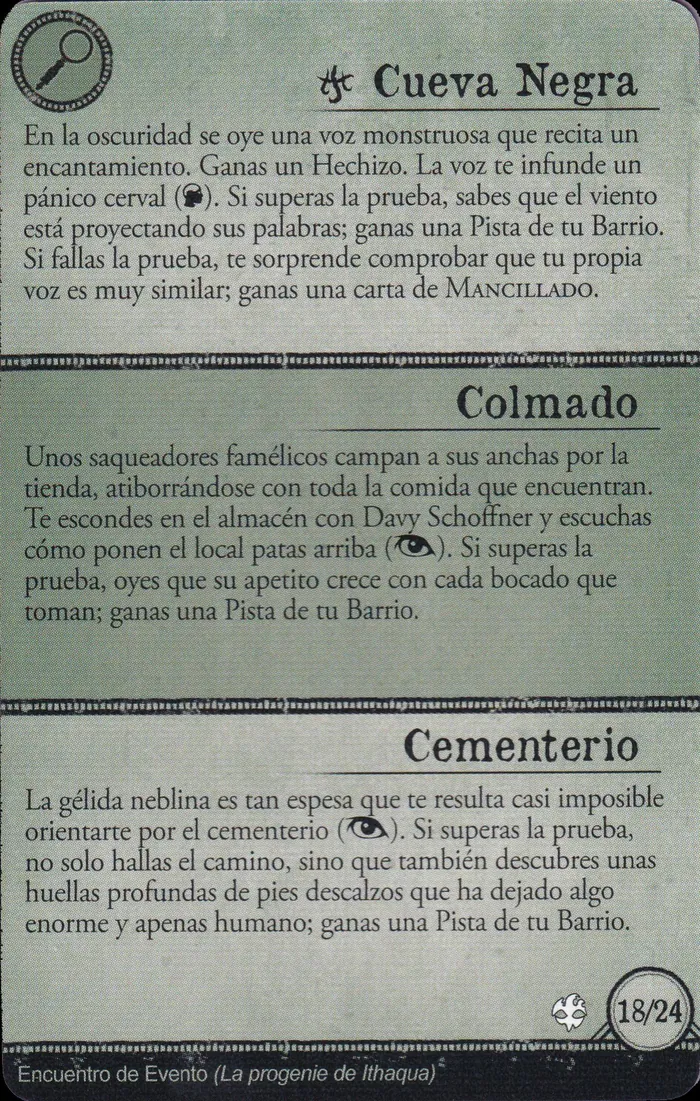 Cueva Negra
En la oscuridad se oye una voz monstruosa que recita un
encantamiento. Ganas un Hechizo. La voz te infunde un
pánico cerval (). Si superas la prueba, sabes que el viento
está proyectando sus palabras; ganas una Pista de tu Barrio.
Si fallas la prueba, te sorprende comprobar que tu propia
voz es muy similar; ganas una carta de MANCILLADO.
Colmado
Unos saqueadores famélicos campan a sus anchas por la
tienda, atiborrándose con toda la comida que encuentran.
Te escondes en el almacén con Davy Schoffner y escuchas
cómo ponen el local patas arriba (). Si superas la
prueba, oyes que su apetito crece con cada bocado que
toman; ganas una Pista de tu Barrio.
Cementerio
La gélida neblina es tan espesa que te resulta casi imposible
orientarte por el cementerio (). Si superas la prueba,
no solo hallas el camino, sino que también descubres unas
huellas profundas de pies descalzos que ha dejado algo
enorme y apenas humano; ganas una Pista de tu Barrio.
18/24
Encuentro de Evento (La progenie de Ithaqua)